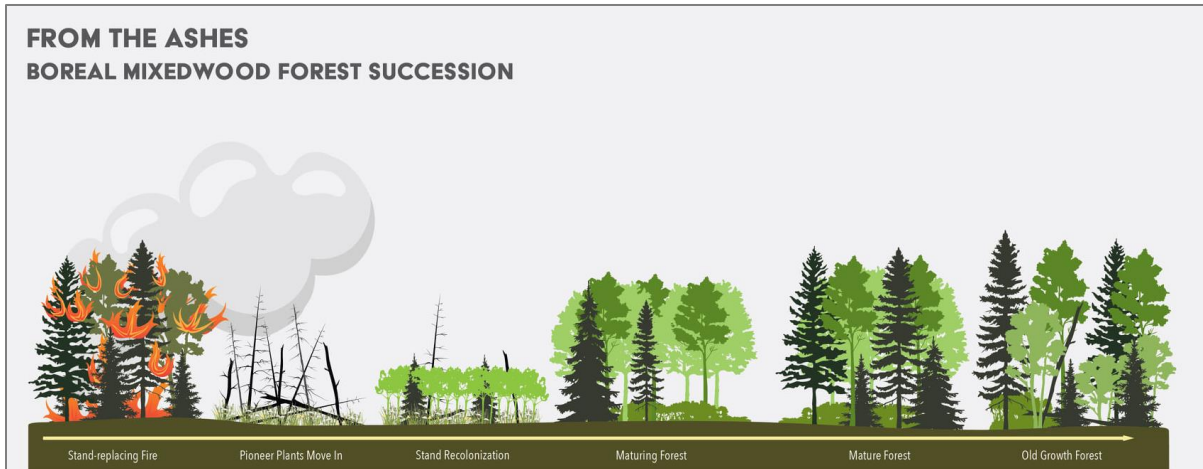 FROM THE ASHES
BOREAL MIXEDWOOD FOREST SUCCESSION
Stand-replacing Fire
Pioneer Plants Move In
Stand Recolonization
Maturing Forest
Mature Forest
Old Growth Forest